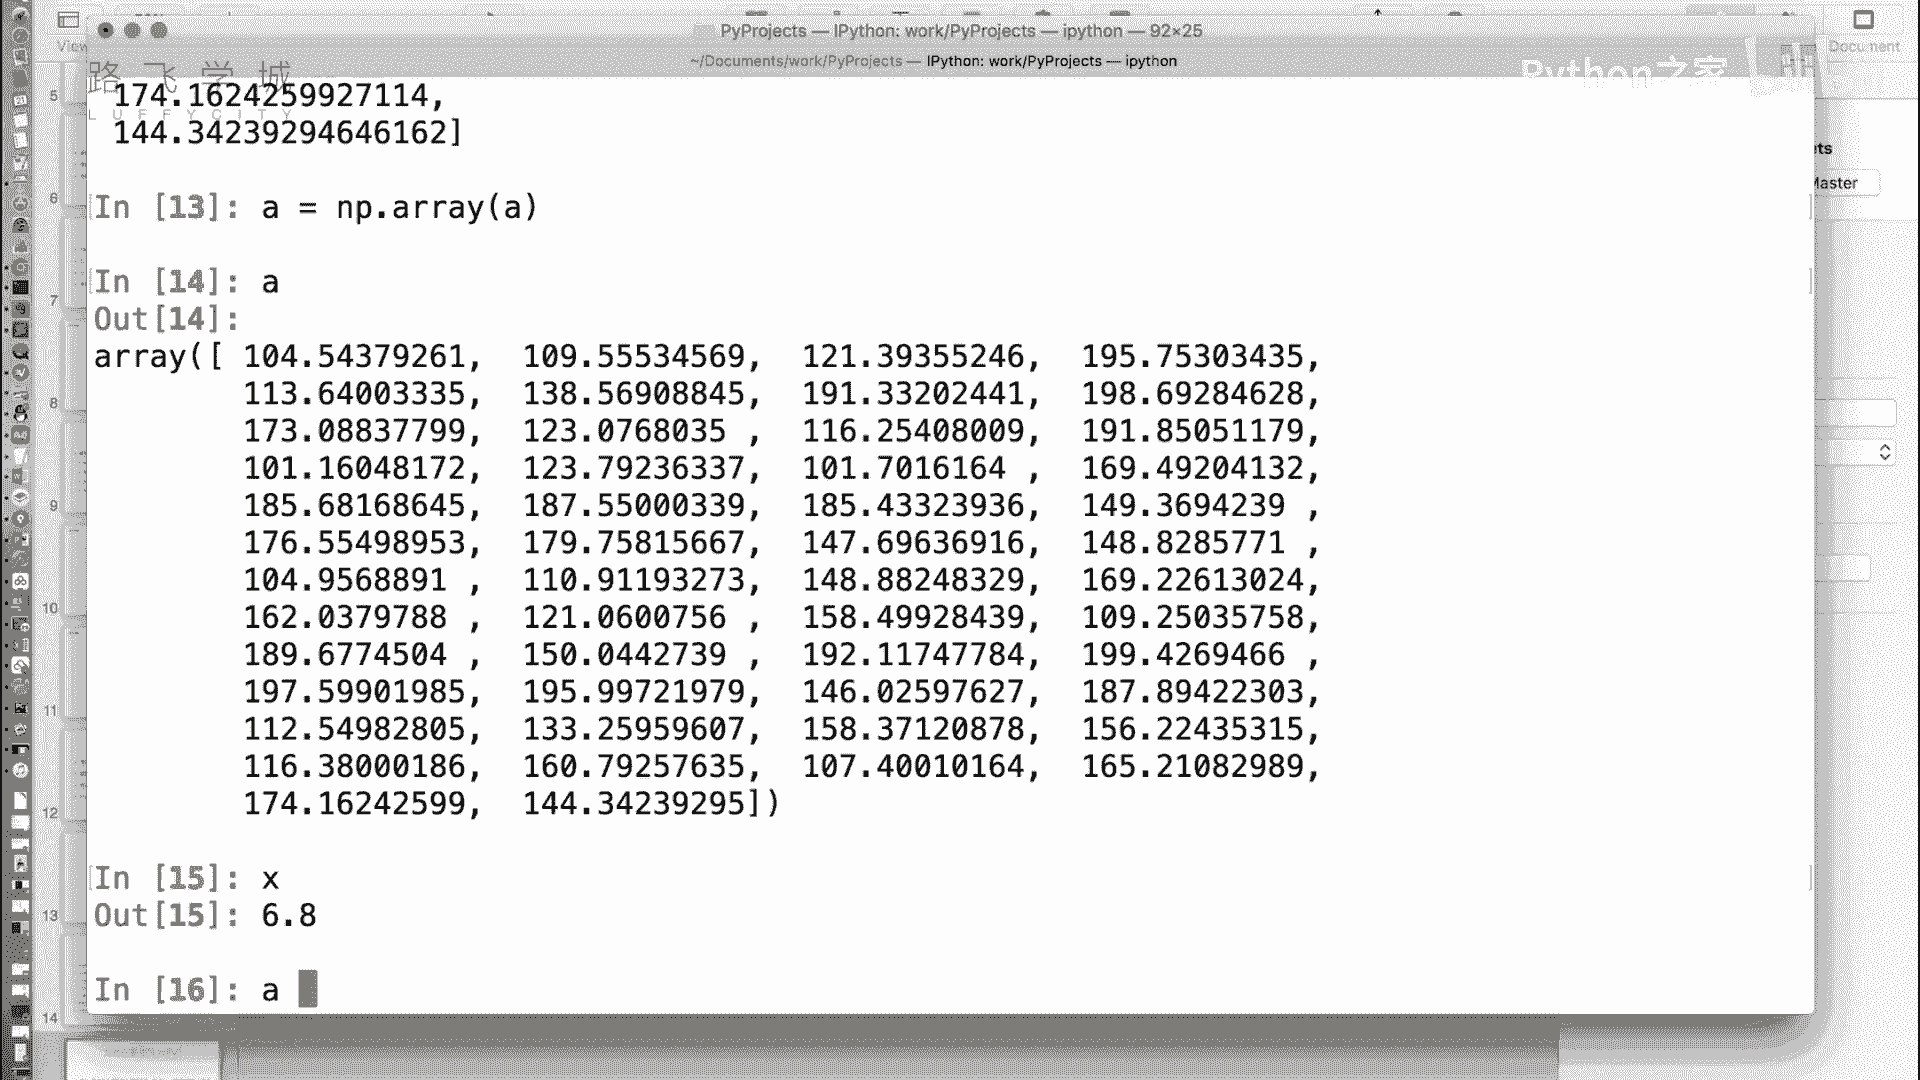 PyProjects — IPython: work/PyProjects — ipython — 92×25
~/Documents/work/PyProjects — IPython: work/PyProjects — ipython
View
Document
路飞学城
LUFFYCITY
Python之家
174.1624259927114,
144.34239294646162]
In [13]: a = np.array(a)
In [14]: a
Out[14]:
array([ 104.54379261, 109.55534569, 121.39355246, 195.75303435,
113.64003335, 138.56908845, 191.33202441, 198.69284628,
173.08837799, 123.0768035 , 116.25408009, 191.85051179,
101.16048172, 123.79236337, 101.7016164 , 169.49204132,
185.68168645, 187.55000339, 185.43323936, 149.3694239 ,
176.55498953, 179.75815667, 147.69636916, 148.8285771 ,
104.9568891 , 110.91193273, 148.88248329, 169.22613024,
162.0379788 , 121.0600756 , 158.49928439, 109.25035758,
189.6774504 , 150.0442739 , 192.11747784, 199.4269466 ,
197.59901985, 195.99721979, 146.02597627, 187.89422303,
112.54982805, 133.25959607, 158.37120878, 156.22435315,
116.38000186, 160.79257635, 107.40010164, 165.21082989,
174.16242599, 144.34239295])
In [15]: x
Out[15]: 6.8
In [16]: a
5
6
7
8
9
10
11
12
13
14
ets
Master